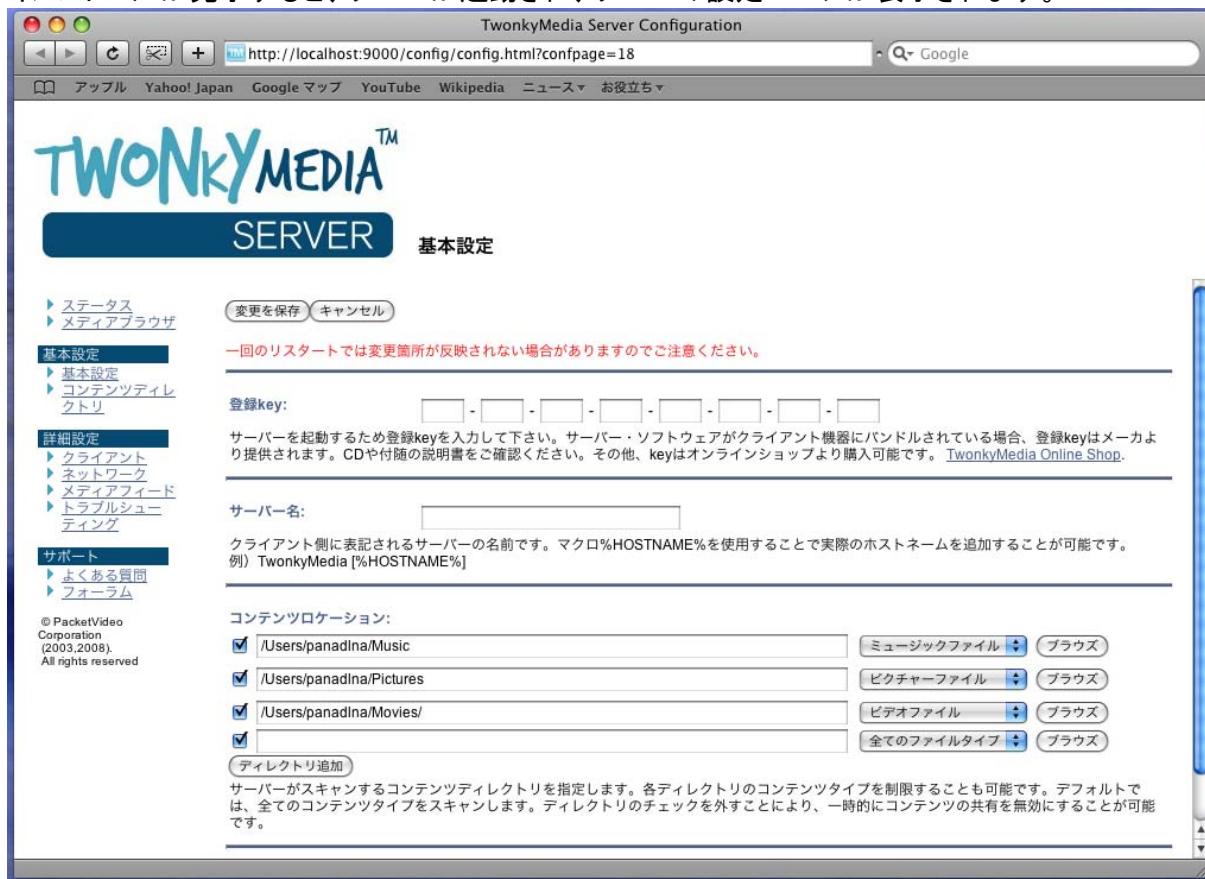 が完了すると、 が起動され、 の設定 が表示されます。
TwonkyMedia Server Configuration
http://localhost:9000/config/config.html?confpage=18
Google
アップル Yahoo! Japan Google マップ YouTube Wikipedia ニュース▼ お役立ち▼
TWONKYMEDIA™
SERVER
基本設定
ステータス
メディアブラウザ
基本設定
基本設定
コンテンツディレ
クトリ
詳細設定
クライアント
ネットワーク
メディアフィード
トラブルシュー
ティング
サポート
よくある質問
フォーラム
© PacketVideo
Corporation
(2003,2008).
All rights reserved
変更を保存 キャンセル
一回のリスタートでは変更箇所が反映されない場合がありますのでご注意ください。
登録key: - - - - - - -
サーバーを起動するため登録keyを入力して下さい。サーバー・ソフトウェアがクライアント機器にバンドルされている場合、登録keyはメーカよ
り提供されます。CDや付随の説明書をご確認ください。その他、keyはオンラインショップより購入可能です。 TwonkyMedia Online Shop.
サーバー名:
クライアント側に表記されるサーバーの名前です。マクロ%HOSTNAME%を使用することで実際のホストネームを追加することが可能です。
例）TwonkyMedia [%HOSTNAME%]
コンテンツロケーション:
/Users/panadlna/Music ミュージックファイル ブラウズ
/Users/panadlna/Pictures ピクチャーファイル ブラウズ
/Users/panadlna/Movies/ ビデオファイル ブラウズ
全てのファイルタイプ ブラウズ
ディレクトリ追加
サーバーがスキャンするコンテンツディレクトリを指定します。各ディレクトリのコンテンツタイプを制限することも可能です。デフォルトで
は、全てのコンテンツタイプをスキャンします。ディレクトリのチェックを外すことにより、一時的にコンテンツの共有を無効にすることが可能
です。